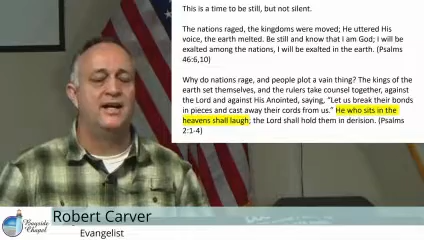 This is a time to be still, but not silent.
The nations raged, the kingdoms were moved; He uttered His
voice, the earth melted. Be still and know that I am God; I will be
exalted among the nations, I will be exalted in the earth. (Psalms
46:6,10)
Why do nations rage, and people plot a vain thing? The kings of the
earth set themselves, and the rulers take counsel together, against
the Lord and against His Anointed, saying, “Let us break their bonds
in pieces and cast away their cords from us.” He who sits in the
heavens shall laugh; the Lord shall hold them in derision. (Psalms
2:1-4)
Robert Carver
Evangelist
Bayside
Chapel